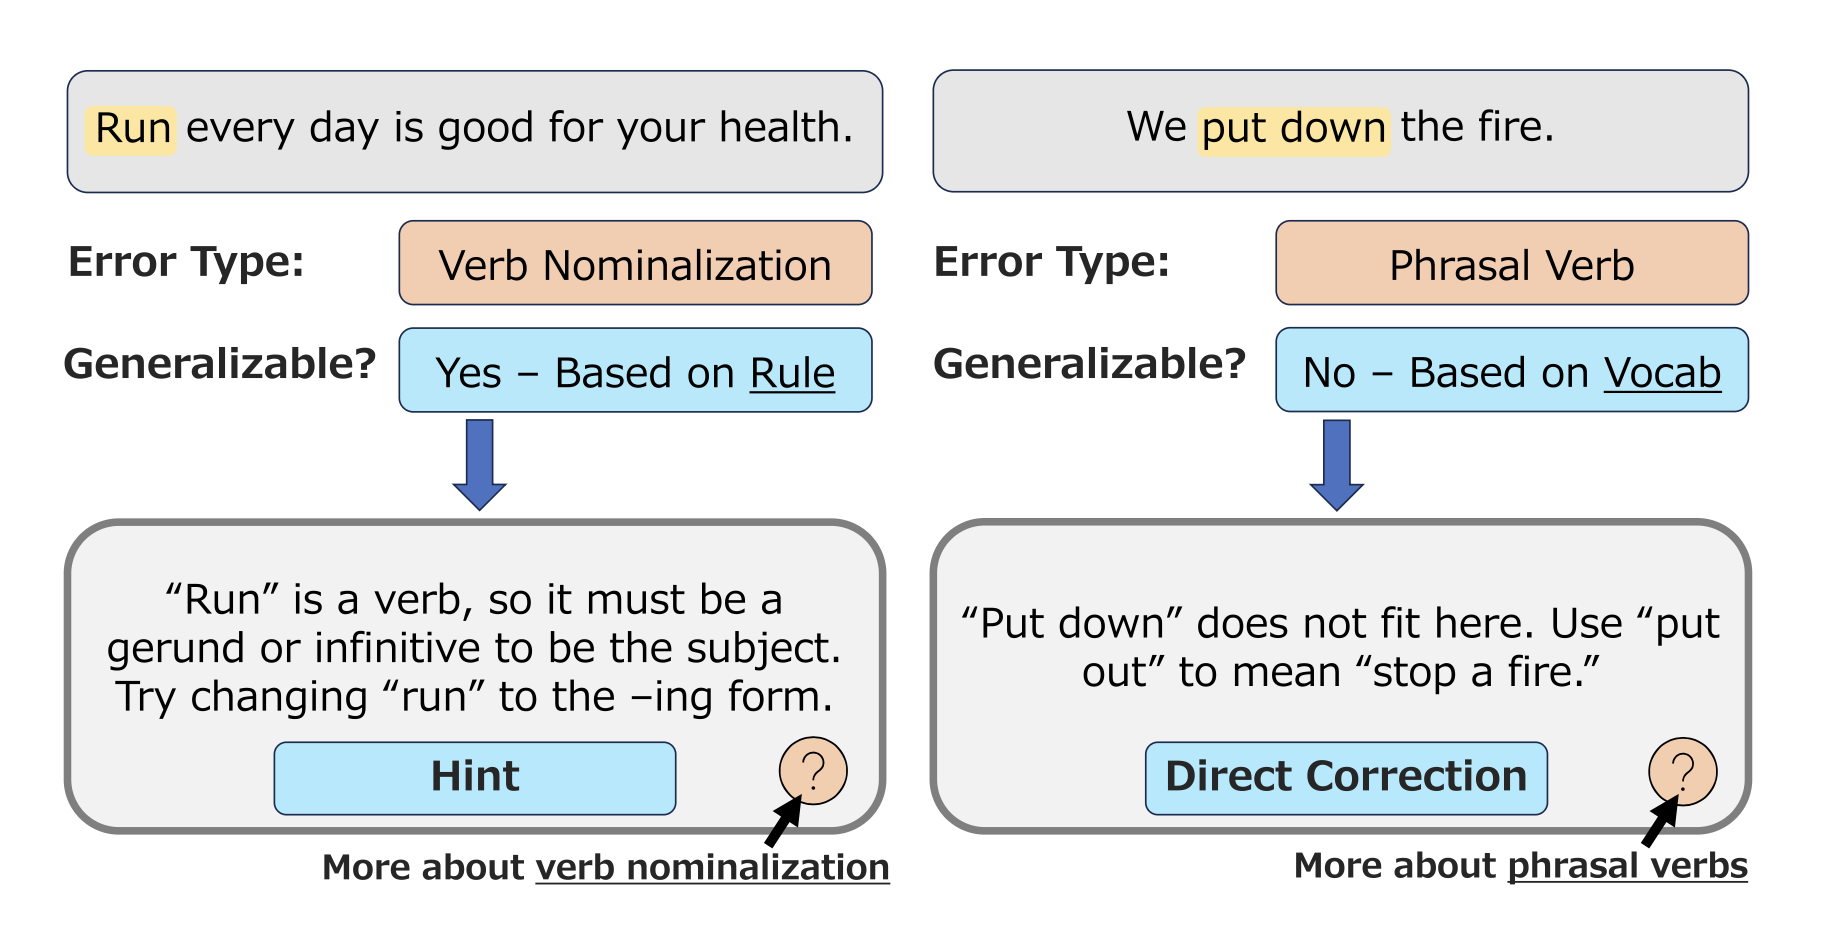 Run every day is good for your health.
Error Type:
Verb Nominalization
Generalizable?
Yes – Based on Rule
“Run” is a verb, so it must be a
gerund or infinitive to be the subject.
Try changing “run” to the –ing form.
Hint
?
More about verb nominalization
We put down the fire.
Error Type:
Phrasal Verb
Generalizable?
No – Based on Vocab
“Put down” does not fit here. Use “put
out” to mean “stop a fire.”
Direct Correction
?
More about phrasal verbs